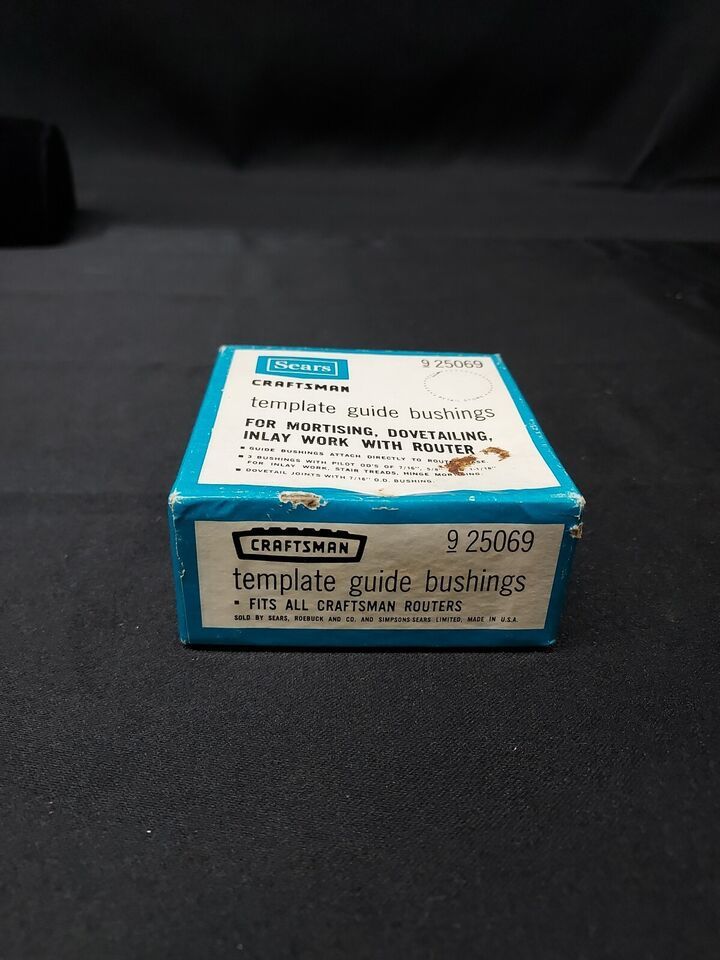 Sears
9 25069
CRAFTSMAN
template guide bushings
FOR MORTISING, DOVETAILING,
INLAY WORK WITH ROUTER
▪ GUIDE BUSHINGS ATTACH DIRECTLY TO
▪ 3 BUSHINGS WITH PILOT OD'S OF 7/16",
FOR INLAY WORK, STAIR TREADS, HINGE
▪ DOVETAIL JOINTS WITH 7/16" O.D. BUSHING.
CRAFTSMAN
9 25069
template guide bushings
▪ FITS ALL CRAFTSMAN ROUTERS
SOLD BY SEARS, ROEBUCK AND CO. AND SIMPSONS-SEARS LIMITED, MADE IN U.S.A.